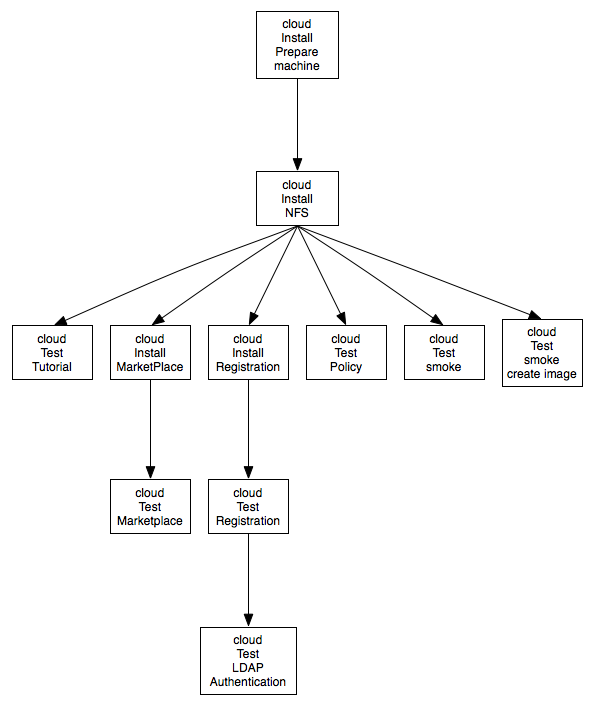 cloud
Install
Prepare
machine
cloud
Install
NFS
cloud
Test
Tutorial
cloud
Install
MarketPlace
cloud
Install
Registration
cloud
Test
Policy
cloud
Test
smoke
cloud
Test
smoke
create image
cloud
Test
Marketplace
cloud
Test
Registration
cloud
Test
LDAP
Authentication